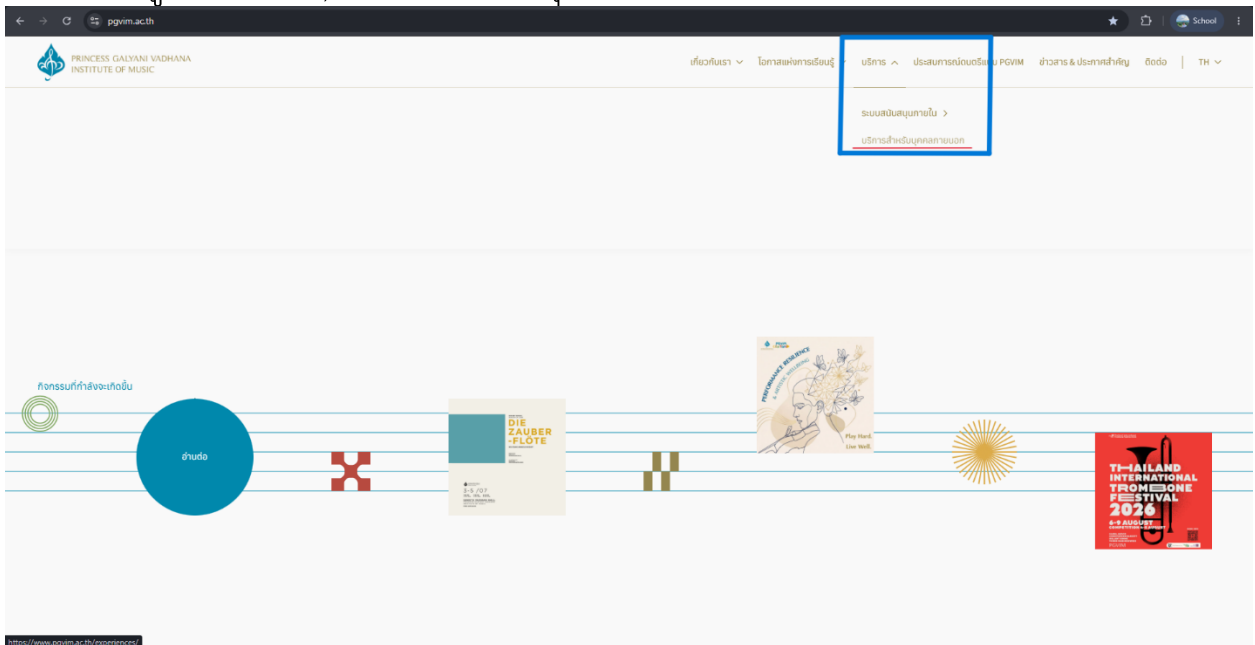 pgvim.ac.th
School
PRINCESS GALYANI VADHANA
INSTITUTE OF MUSIC
เกี่ยวกับเรา
โอกาสแห่งการเรียนรู้
บริการ
ประสบการณ์ดนตรีแบบ PGVIM
ข่าวสาร & ประกาศสำคัญ
ติดต่อ
TH
ระบบสนับสนุนภายใน >
บริการสำหรับบุคคลภายนอก
กิจกรรมที่กำลังจะเกิดขึ้น
อ่านต่อ
DIE
ZAUBER
-FLÖTE
3-5 /07
PERFORMANCE RESILIENCE
& ARTISTIC WELLBEING
Play Hard.
Live Well.
THAILAND
INTERNATIONAL
TROMBONE
FESTIVAL
2026
6-9 AUGUST
https://www.pgvim.ac.th/experiences/